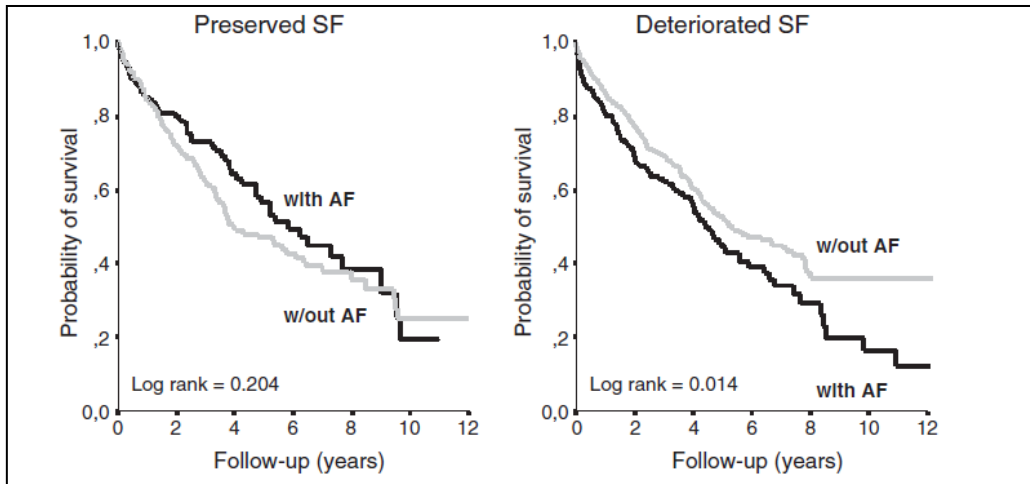 Preserved SF
Probability of survival
1,0
,8
,6
,4
,2
0,0
with AF
w/out AF
Log rank = 0.204
0 2 4 6 8 10 12
Follow-up (years)
Deteriorated SF
Probability of survival
1,0
,8
,6
,4
,2
0,0
w/out AF
with AF
Log rank = 0.014
0 2 4 6 8 10 12
Follow-up (years)